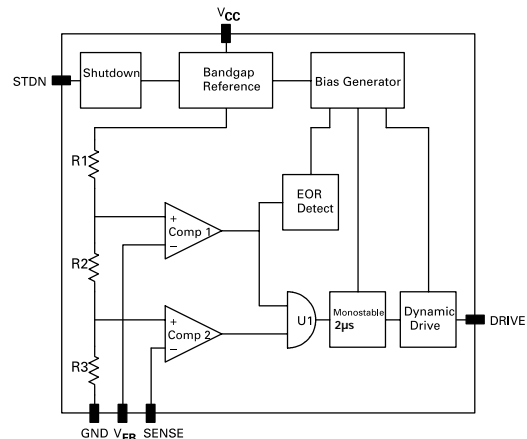 VCC
STDN
Shutdown
Bandgap
Reference
Bias Generator
R1
EOR
Detect
+
Comp 1
−
R2
U1
Monostable
2µs
Dynamic
Drive
DRIVE
+
Comp 2
−
R3
GND
VFB
SENSE